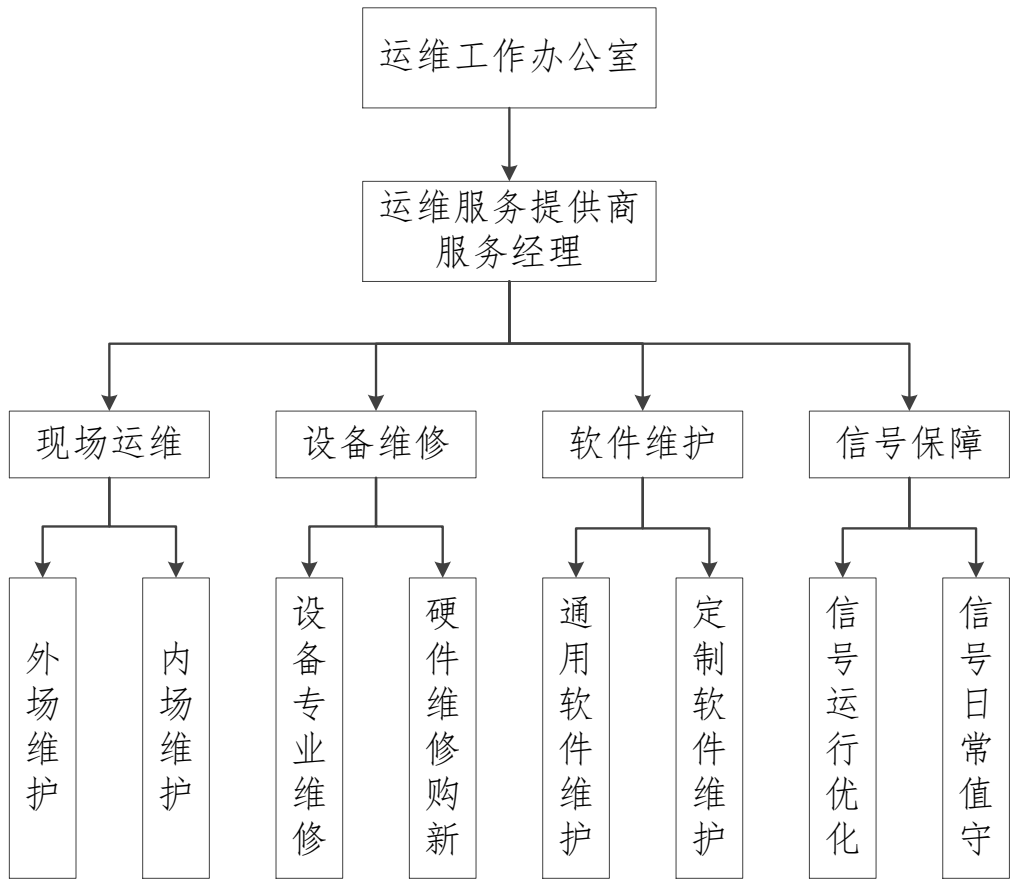 运维工作办公室
运维服务提供商
服务经理
现场运维
设备维修
软件维护
信号保障
外场维护
内场维护
设备专业维修
硬件维修购新
通用软件维护
定制软件维护
信号运行优化
信号日常值守